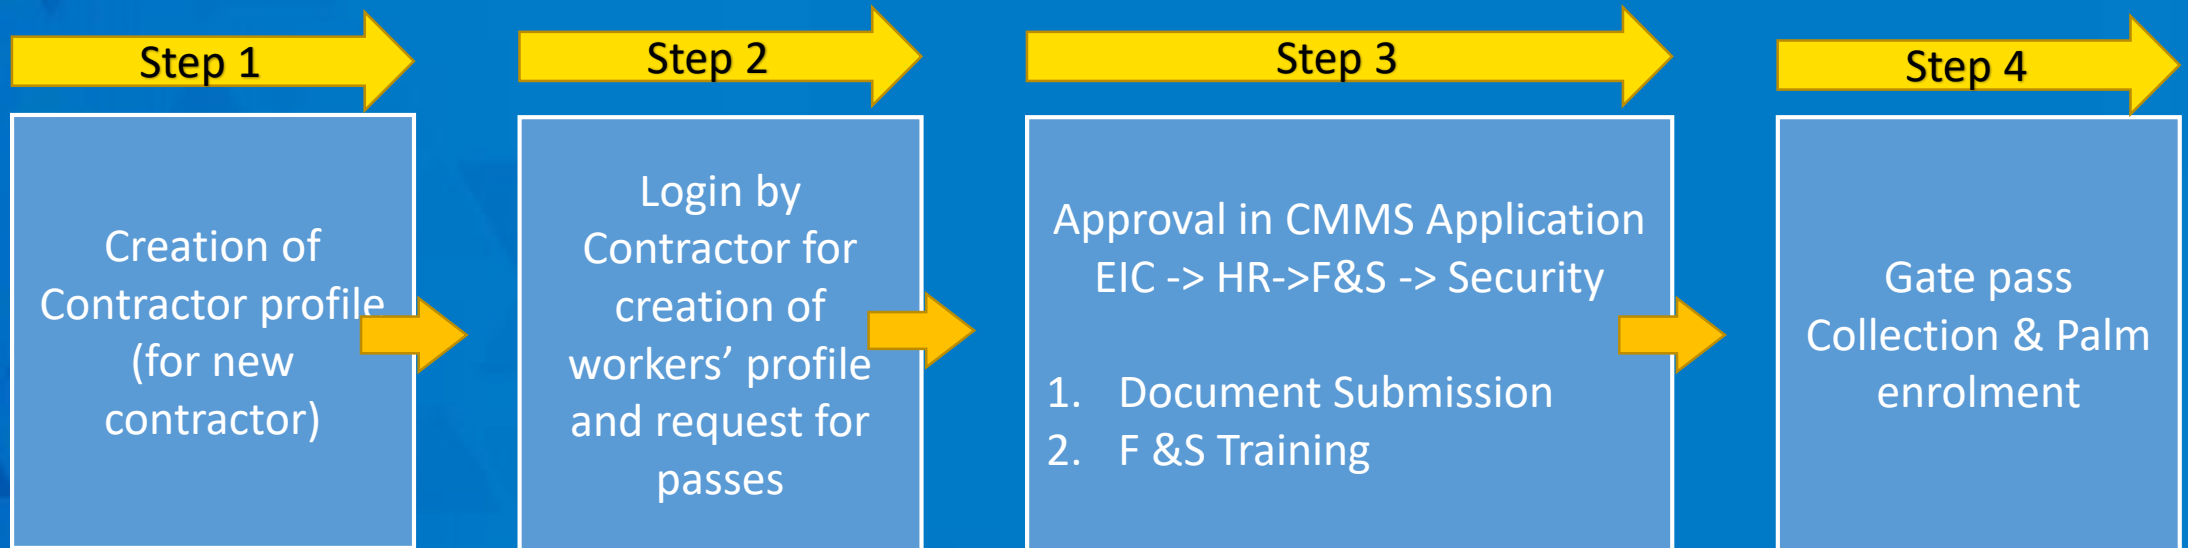 Step 1
Creation of
Contractor profile
(for new
contractor)
Step 2
Login by
Contractor for
creation of
workers’ profile
and request for
passes
Step 3
Approval in CMMS Application
EIC -> HR->F&S -> Security
1. Document Submission
2. F &S Training
Step 4
Gate pass
Collection & Palm
enrolment